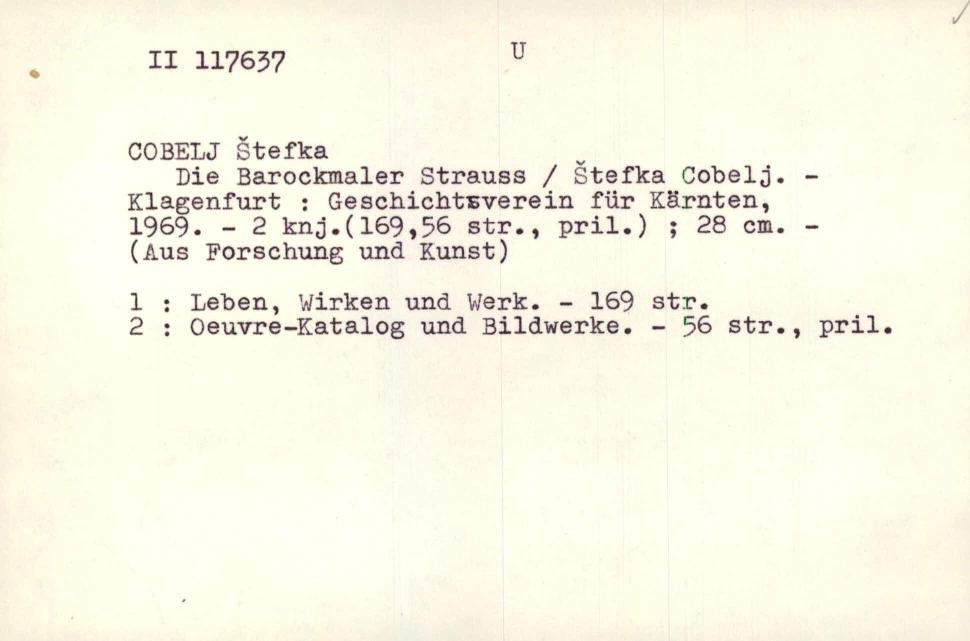 II 117637
U
COBELJ Štefka
Die Barockmaler Strauss / Štefka Cobelj. -
Klagenfurt : Geschichtsverein für Kärnten,
1969. - 2 knj.(169,56 str., pril.) ; 28 cm. -
(Aus Forschung und Kunst)
1 : Leben, Wirken und Werk. - 169 str.
2 : Oeuvre-Katalog und Bildwerke. - 56 str., pril.